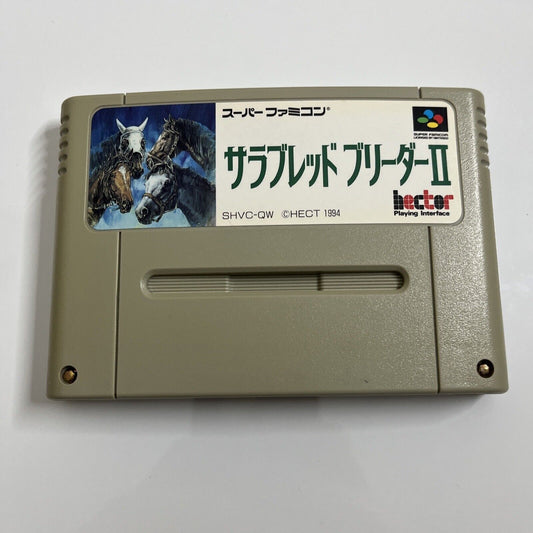 スーパーファミコン
SUPER FAMICOM
LICENSED BY NINTENDO
サラブレッドブリーダーII
hector
Playing Interface
SHVC-QW ©HECT 1994